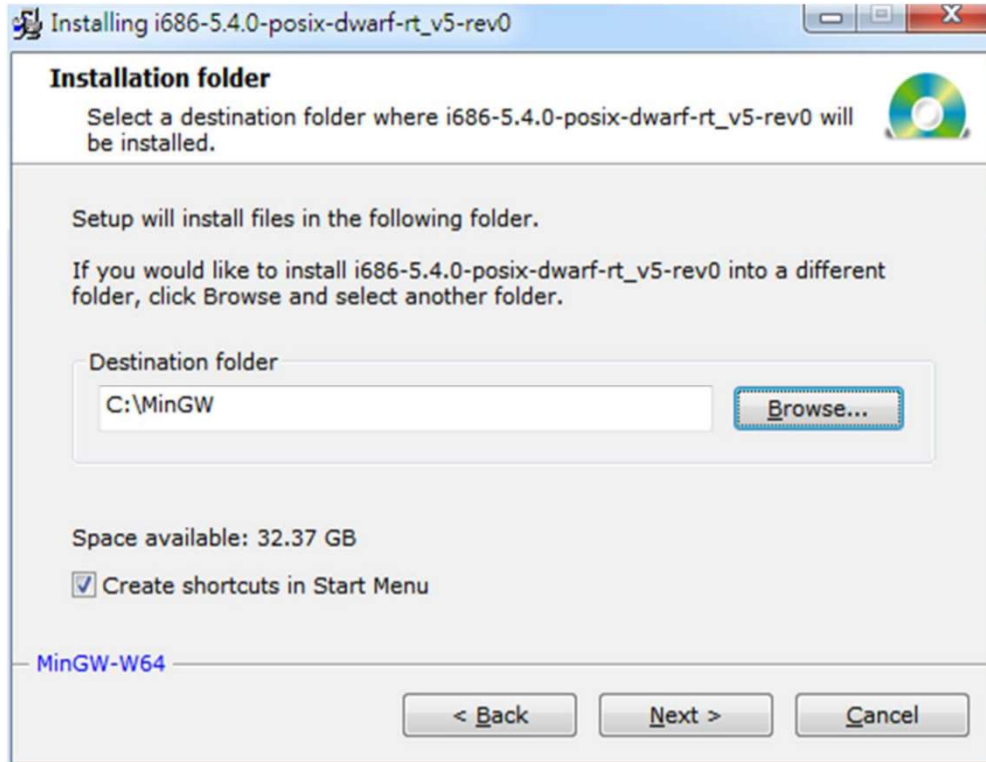 Installing i686-5.4.0-posix-dwarf-rt_v5-rev0
Installation folder
Select a destination folder where i686-5.4.0-posix-dwarf-rt_v5-rev0 will
be installed.
Setup will install files in the following folder.
If you would like to install i686-5.4.0-posix-dwarf-rt_v5-rev0 into a different
folder, click Browse and select another folder.
Destination folder
C:\MinGW
Browse...
Space available: 32.37 GB
Create shortcuts in Start Menu
MinGW-W64
< Back
Next >
Cancel